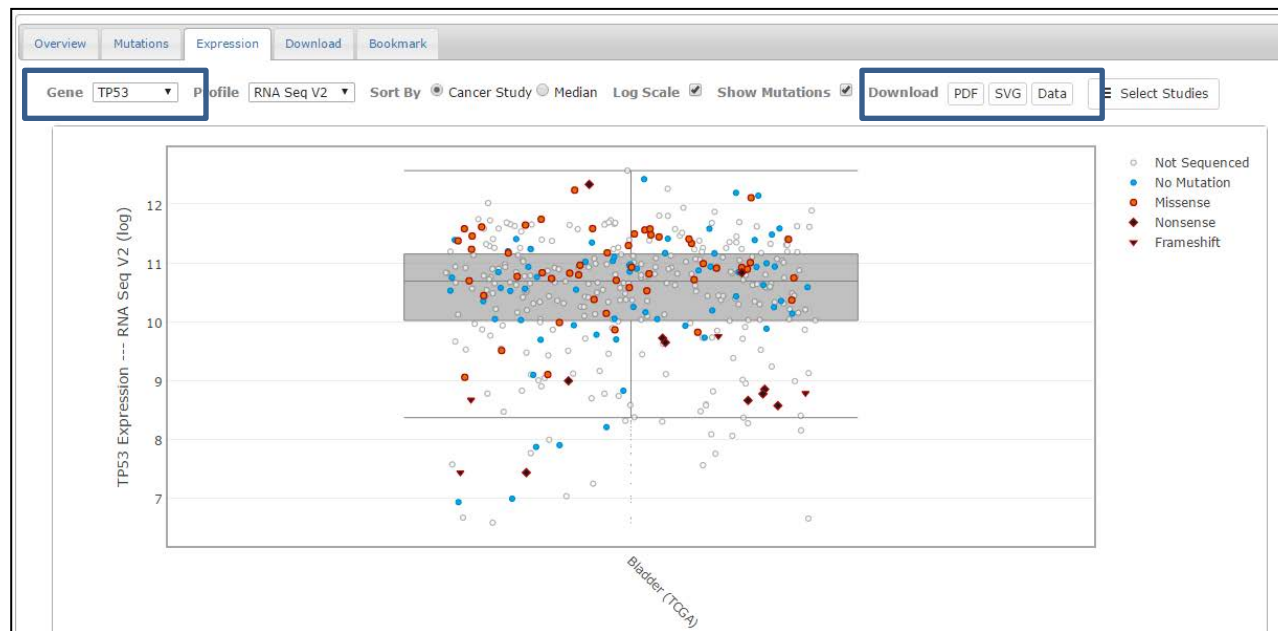 Overview Mutations Expression Download Bookmark
Gene TP53 Profile RNA Seq V2 Sort By Cancer Study Median Log Scale Show Mutations Download PDF SVG Data Select Studies
Not Sequenced
No Mutation
Missense
Nonsense
Frameshift
TP53 Expression --- RNA Seq V2 (log)
12
11
10
9
8
7
Bladder (TCGA)